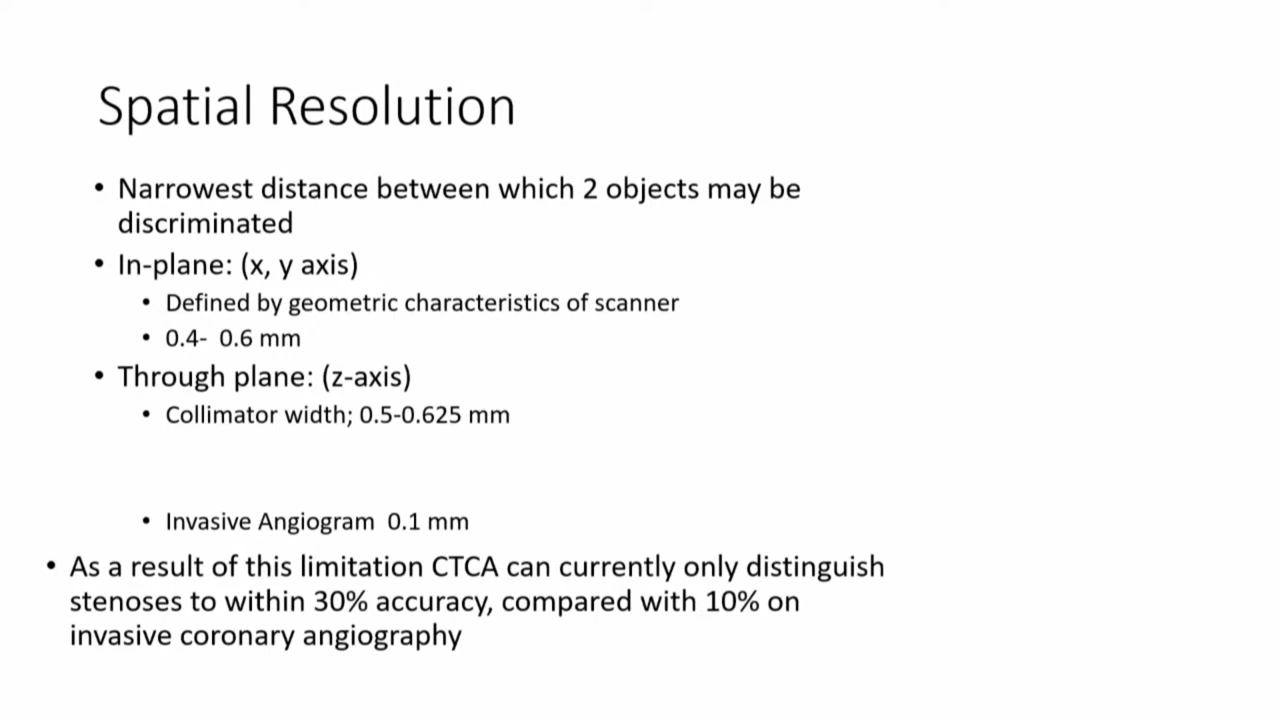 Spatial Resolution
• Narrowest distance between which 2 objects may be
discriminated
• In-plane: (x, y axis)
• Defined by geometric characteristics of scanner
• 0.4- 0.6 mm
• Through plane: (z-axis)
• Collimator width; 0.5-0.625 mm
• Invasive Angiogram 0.1 mm
• As a result of this limitation CTCA can currently only distinguish
stenoses to within 30% accuracy, compared with 10% on
invasive coronary angiography